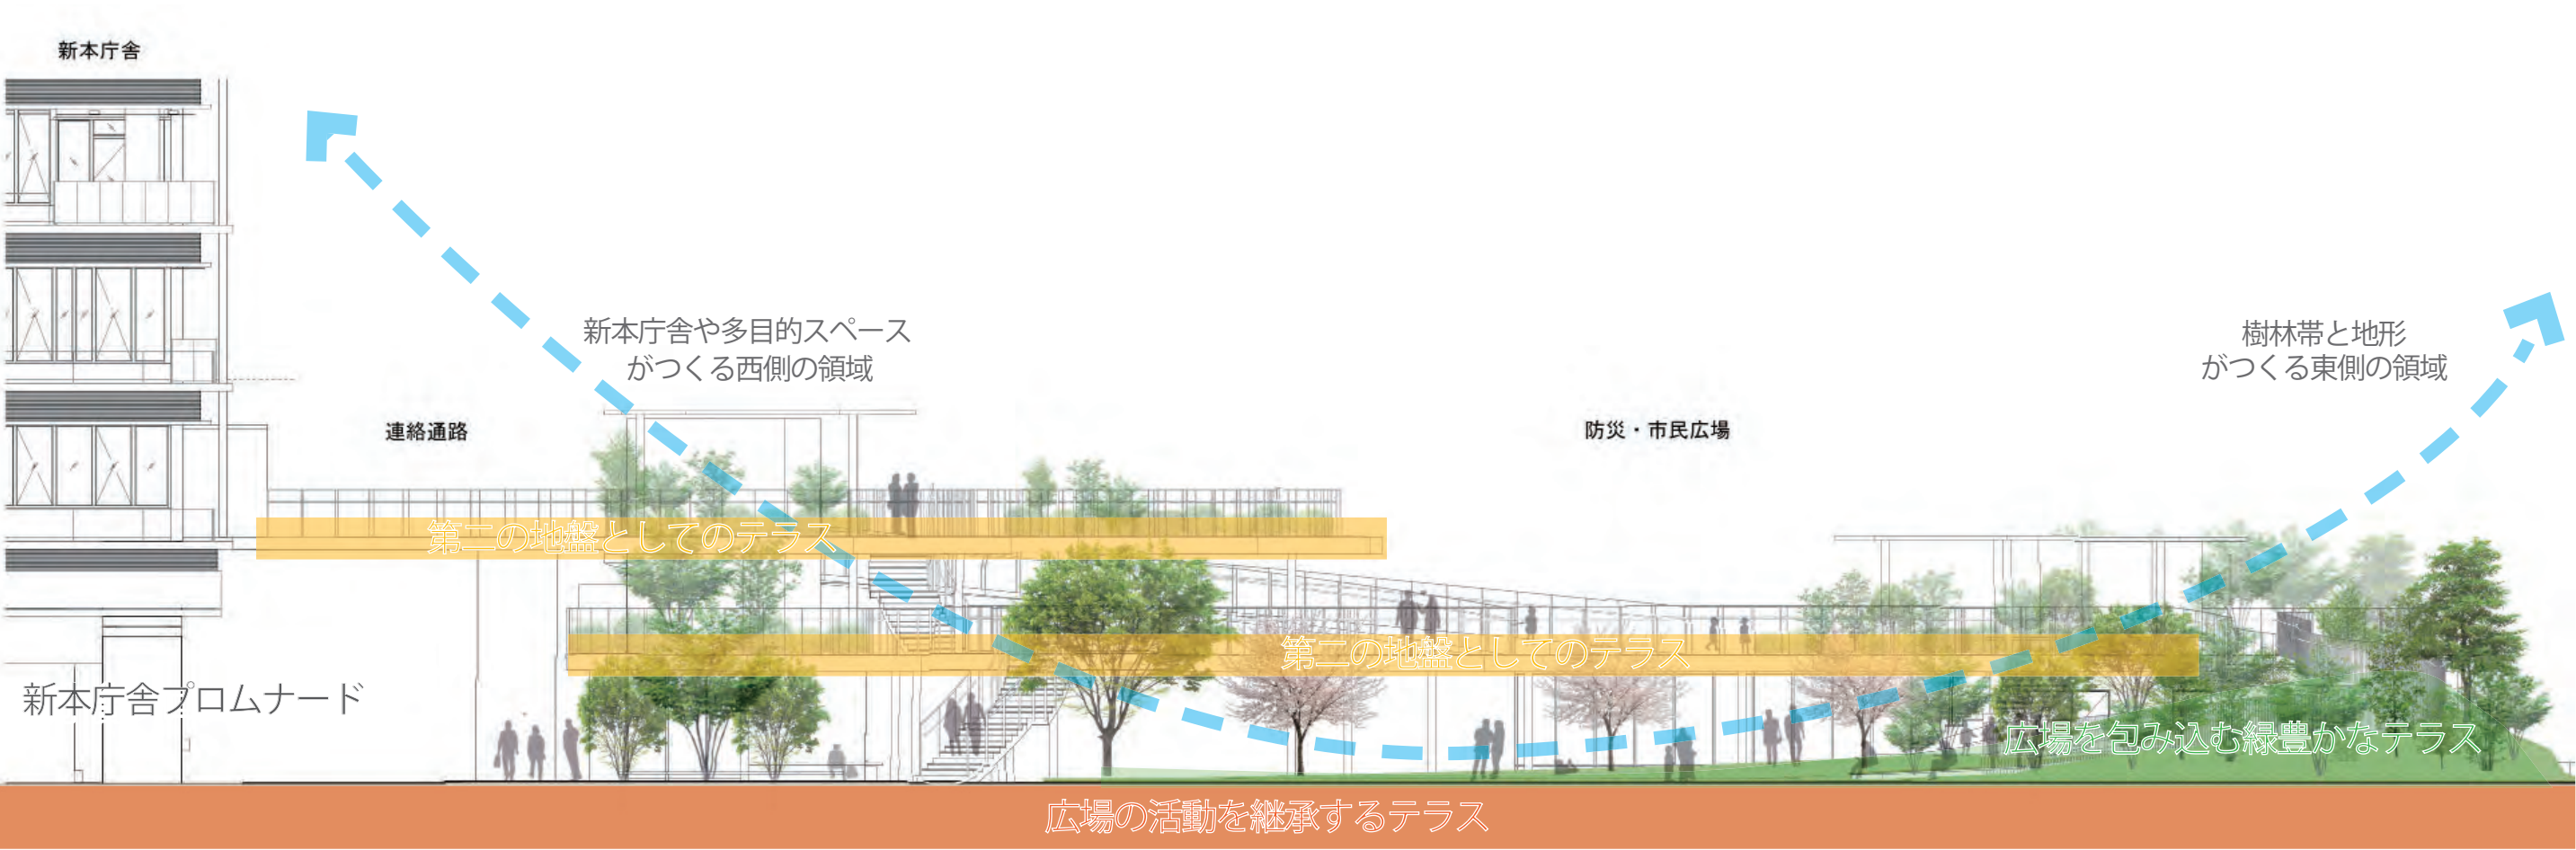 新本庁舎
新本庁舎や多目的スペース
がつくる西側の領域
樹林帯と地形
がつくる東側の領域
連絡通路
防災・市民広場
第二の地盤としてのテラス
第二の地盤としてのテラス
新本庁舎プロムナード
広場を包み込む緑豊かなテラス
広場の活動を継承するテラス